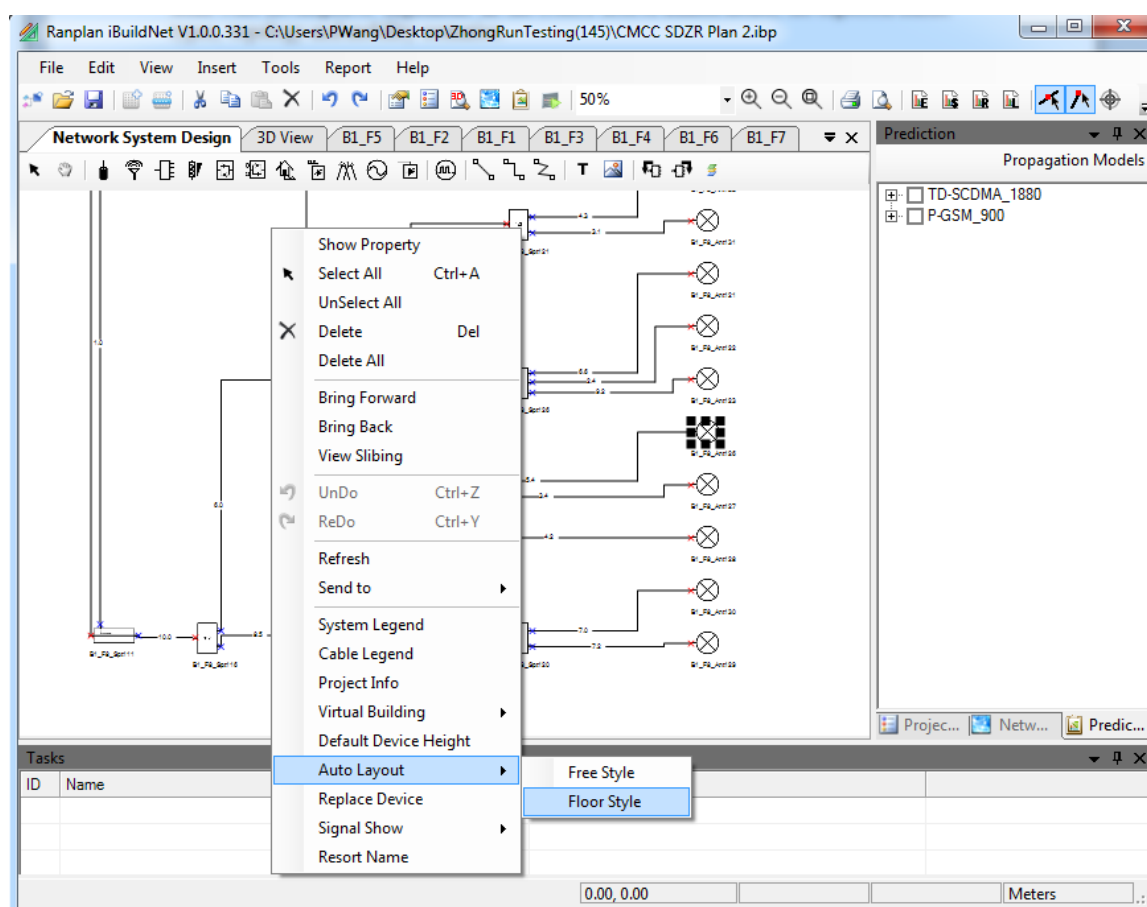 Ranplan iBuildNet V1.0.0.331 - C:\Users\PWang\Desktop\ZhongRunTesting(145)\CMCC SDZR Plan 2.ibp
File Edit View Insert Tools Report Help
50%
Network System Design 3D View B1_F5 B1_F2 B1_F1 B1_F3 B1_F4 B1_F6 B1_F7
Prediction
Propagation Models
TD-SCDMA_1880
P-GSM_900
Show Property
Select All Ctrl+A
UnSelect All
Delete Del
Delete All
Bring Forward
Bring Back
View Slibing
UnDo Ctrl+Z
ReDo Ctrl+Y
Refresh
Send to
System Legend
Cable Legend
Project Info
Virtual Building
Default Device Height
Auto Layout
Free Style
Floor Style
Replace Device
Signal Show
Resort Name
Projec... Netw... Predic...
Tasks
ID Name
0.00, 0.00
Meters